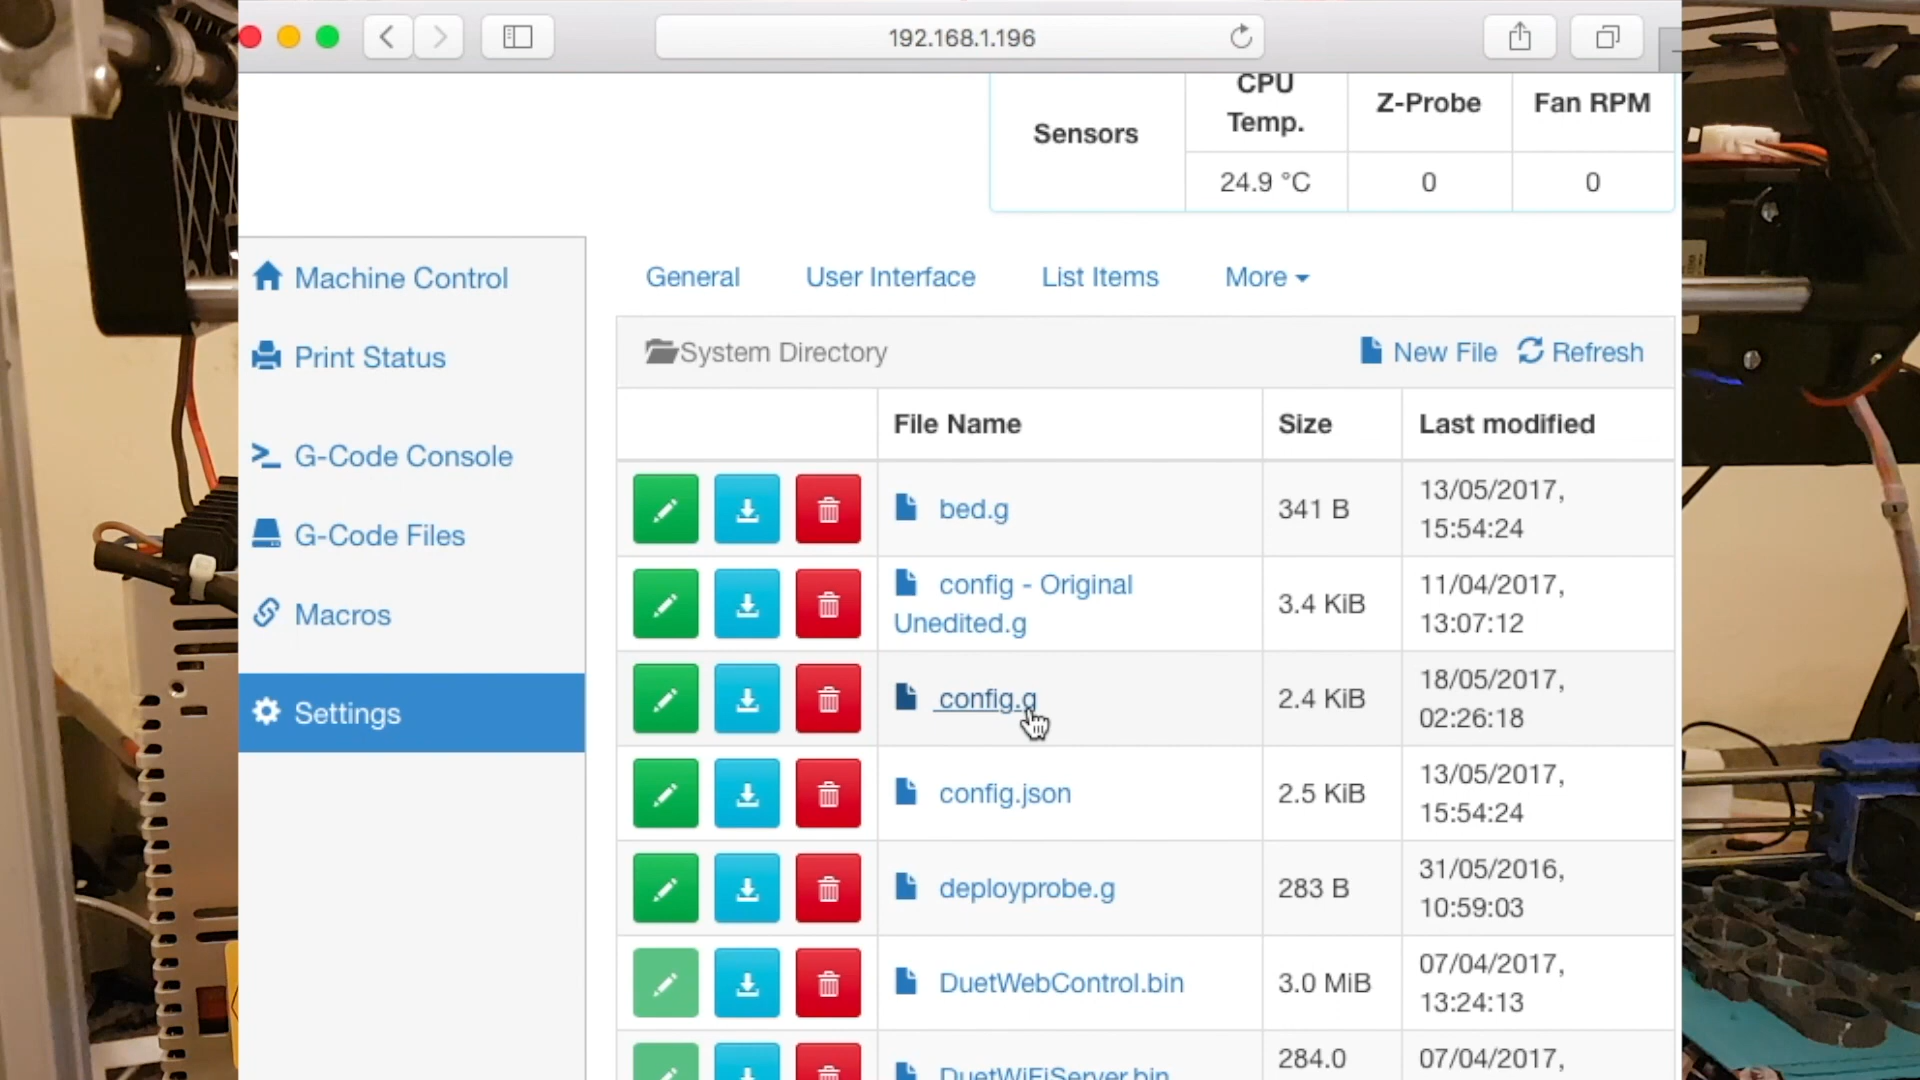 192.168.1.196
Sensors
CPU
Temp.
Z-Probe
Fan RPM
24.9 °C
0
0
Machine Control
Print Status
G-Code Console
G-Code Files
Macros
Settings
General
User Interface
List Items
More
System Directory
New File
Refresh
File Name
Size
Last modified
bed.g
341 B
13/05/2017,
15:54:24
config - Original
Unedited.g
3.4 KiB
11/04/2017,
13:07:12
config.g
2.4 KiB
18/05/2017,
02:26:18
config.json
2.5 KiB
13/05/2017,
15:54:24
deployprobe.g
283 B
31/05/2016,
10:59:03
DuetWebControl.bin
3.0 MiB
07/04/2017,
13:24:13
DuetWiFiServer.bin
284.0
07/04/2017,